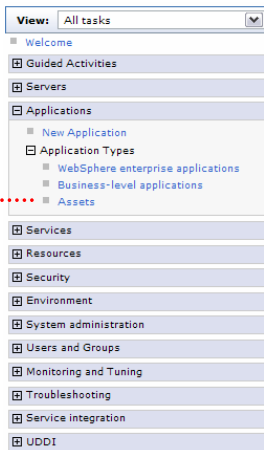 View: All tasks
Welcome
Guided Activities
Servers
Applications
New Application
Application Types
WebSphere enterprise applications
Business-level applications
Assets
Services
Resources
Security
Environment
System administration
Users and Groups
Monitoring and Tuning
Troubleshooting
Service integration
UDDI